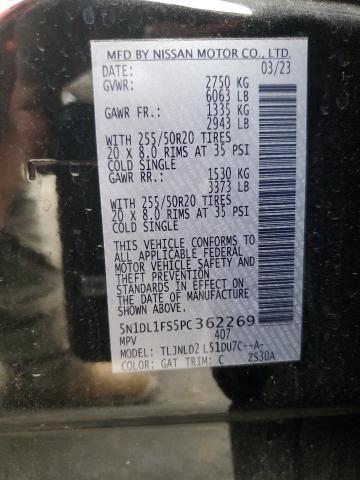 MFD BY NISSAN MOTOR CO., LTD.
DATE: 03/23
GVWR: 2750 KG
6063 LB
GAWR FR.: 1335 KG
2943 LB
WITH 255/50R20 TIRES
20 X 8.0 RIMS AT 35 PSI
COLD SINGLE
GAWR RR.: 1530 KG
3373 LB
WITH 255/50R20 TIRES
20 X 8.0 RIMS AT 35 PSI
COLD SINGLE
THIS VEHICLE CONFORMS TO
ALL APPLICABLE FEDERAL
MOTOR VEHICLE SAFETY AND
THEFT PREVENTION
STANDARDS IN EFFECT ON
THE DATE OF MANUFACTURE
SHOWN ABOVE.
5N1DL1FS5PC362269
MPV 407
MODEL: TLJNLD2 L51DU7C--A-
COLOR: GAT TRIM: C ZS30A